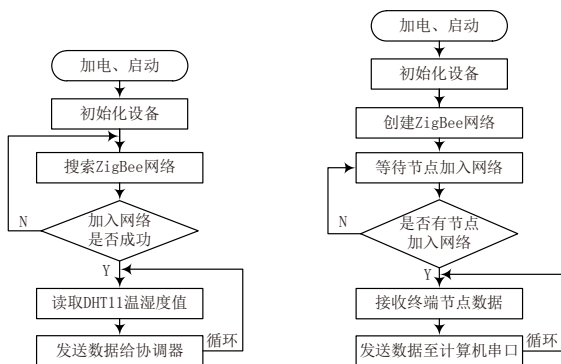 加电、启动
初始化设备
搜索ZigBee网络
N
加入网络
是否成功
Y
读取DHT11温湿度值
发送数据给协调器
循环
加电、启动
初始化设备
创建ZigBee网络
等待节点加入网络
N
是否有节点
加入网络
Y
接收终端节点数据
发送数据至计算机串口
循环